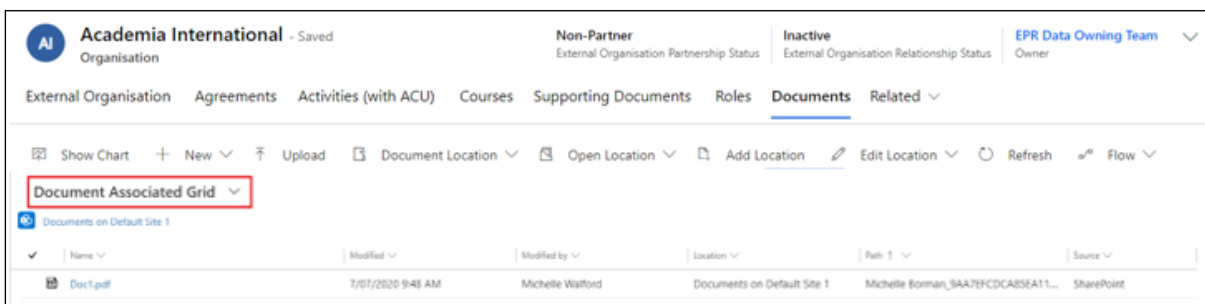 AI
Academia International - Saved
Organisation
Non-Partner
External Organisation Partnership Status
Inactive
External Organisation Relationship Status
EPR Data Owning Team
Owner
External Organisation Agreements Activities (with ACU) Courses Supporting Documents Roles Documents Related
Show Chart New Upload Document Location Open Location Add Location Edit Location Refresh Flow
Document Associated Grid
Documents on Default Site 1
Name Modified Modified by Location Path Source
Doc1.pdf 7/07/2020 9:48 AM Michelle Walford Documents on Default Site 1 Michelle Borman_9AA7EFCDCA85EA11... SharePoint